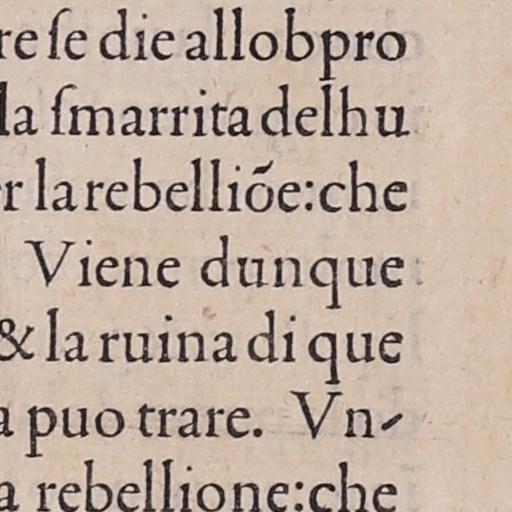 re ſe die allobpro
la ſmarrita delhu
r la rebelliõe:che
Viene dunque
& la ruina di que
a puo trare. Vn-
a rebellione:che